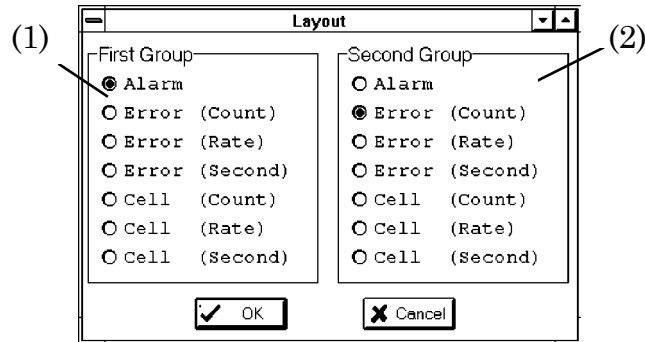 Layout
(1)
(2)
First Group
Alarm
Error (Count)
Error (Rate)
Error (Second)
Cell (Count)
Cell (Rate)
Cell (Second)
Second Group
Alarm
Error (Count)
Error (Rate)
Error (Second)
Cell (Count)
Cell (Rate)
Cell (Second)
OK
Cancel